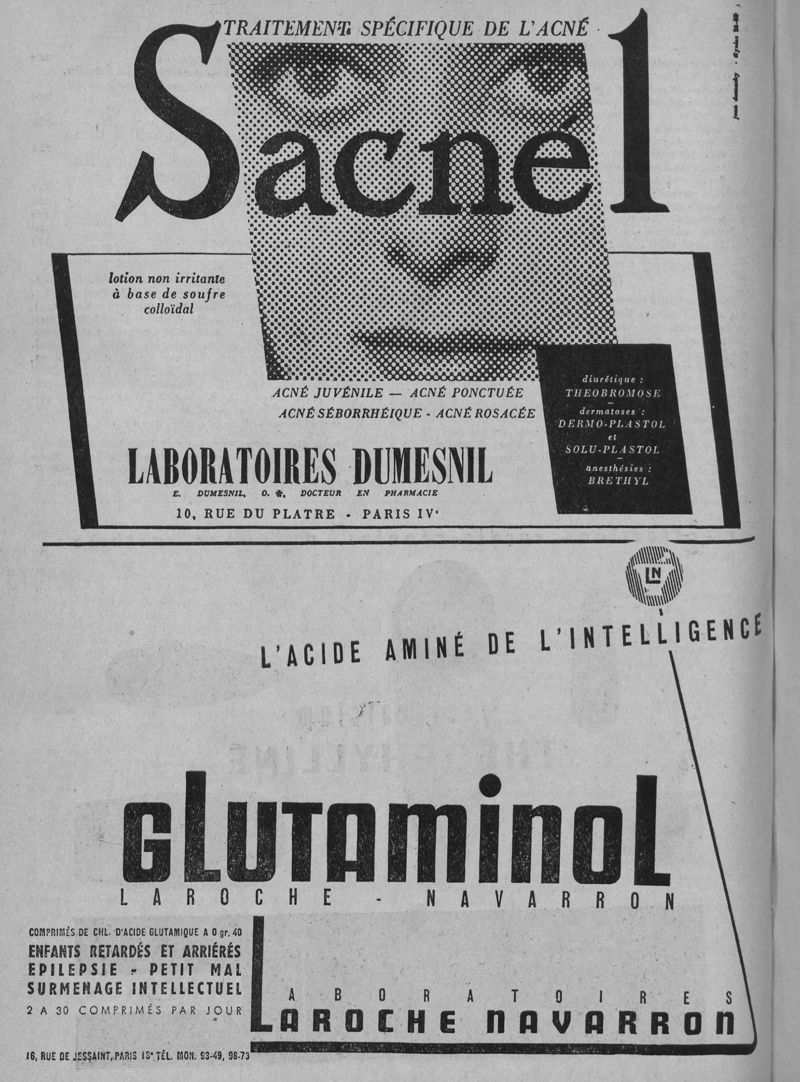 TRAITEMENT SPÉCIFIQUE DE L'ACNÉ
Sacnél
lotion non irritante
à base de soufre
colloïdal
ACNÉ JUVÉNILE — ACNÉ PONCTUÉE
ACNÉ SÉBORRHÉIQUE - ACNÉ ROSACÉE
diurétique :
THEOBROMOSE
dermatoses :
DERMO-PLASTOL
et
SOLU-PLASTOL
anesthésies :
BRETHYL
LABORATOIRES DUMESNIL
E. DUMESNIL, O. ✻, DOCTEUR EN PHARMACIE
10, RUE DU PLATRE - PARIS IVe
LN
L'ACIDE AMINÉ DE L'INTELLIGENCE
GLUTAMINOL
LAROCHE - NAVARRON
COMPRIMÉS DE CHL. D'ACIDE GLUTAMIQUE A 0 gr. 40
ENFANTS RETARDÉS ET ARRIÉRÉS
EPILEPSIE - PETIT MAL
SURMENAGE INTELLECTUEL
2 A 30 COMPRIMÉS PAR JOUR
LABORATOIRES
LAROCHE NAVARRON
16, RUE DE JESSAINT, PARIS 18e TÉL. MON. 53-49, 98-73